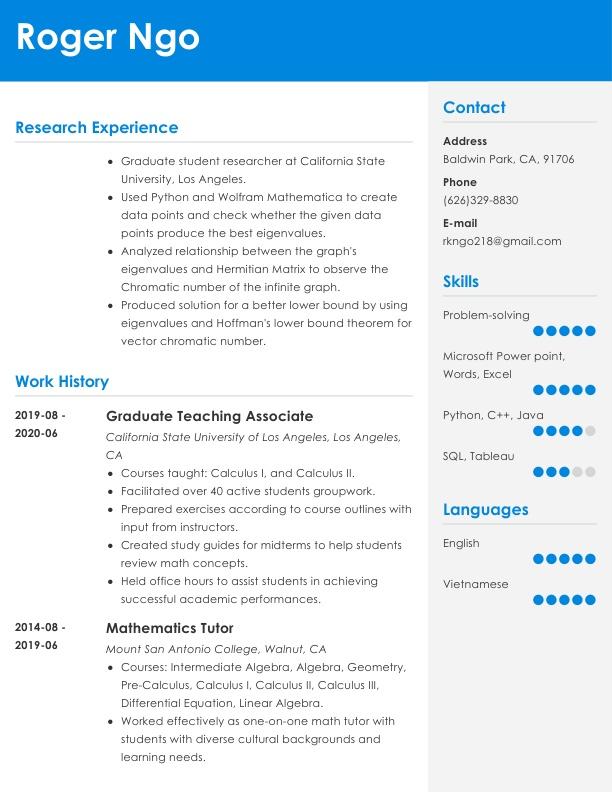 Roger Ngo
Research Experience
• Graduate student researcher at California State
University, Los Angeles.
• Used Python and Wolfram Mathematica to create
data points and check whether the given data
points produce the best eigenvalues.
• Analyzed relationship between the graph's
eigenvalues and Hermitian Matrix to observe the
Chromatic number of the infinite graph.
• Produced solution for a better lower bound by using
eigenvalues and Hoffman's lower bound theorem for
vector chromatic number.
Work History
2019-08 -
2020-06
Graduate Teaching Associate
California State University of Los Angeles, Los Angeles,
CA
• Courses taught: Calculus I, and Calculus II.
• Facilitated over 40 active students groupwork.
• Prepared exercises according to course outlines with
input from instructors.
• Created study guides for midterms to help students
review math concepts.
• Held office hours to assist students in achieving
successful academic performances.
2014-08 -
2019-06
Mathematics Tutor
Mount San Antonio College, Walnut, CA
• Courses: Intermediate Algebra, Algebra, Geometry,
Pre-Calculus, Calculus I, Calculus II, Calculus III,
Differential Equation, Linear Algebra.
• Worked effectively as one-on-one math tutor with
students with diverse cultural backgrounds and
learning needs.
Contact
Address
Baldwin Park, CA, 91706
Phone
(626)329-8830
E-mail
rkngo218@gmail.com
Skills
Problem-solving
Microsoft Power point,
Words, Excel
Python, C++, Java
SQL, Tableau
Languages
English
Vietnamese